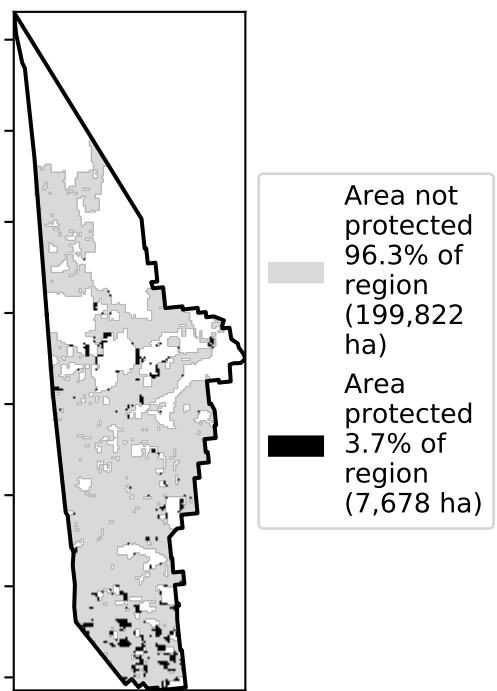 Area not
protected
96.3% of
region
(199,822
ha)
Area
protected
3.7% of
region
(7,678 ha)